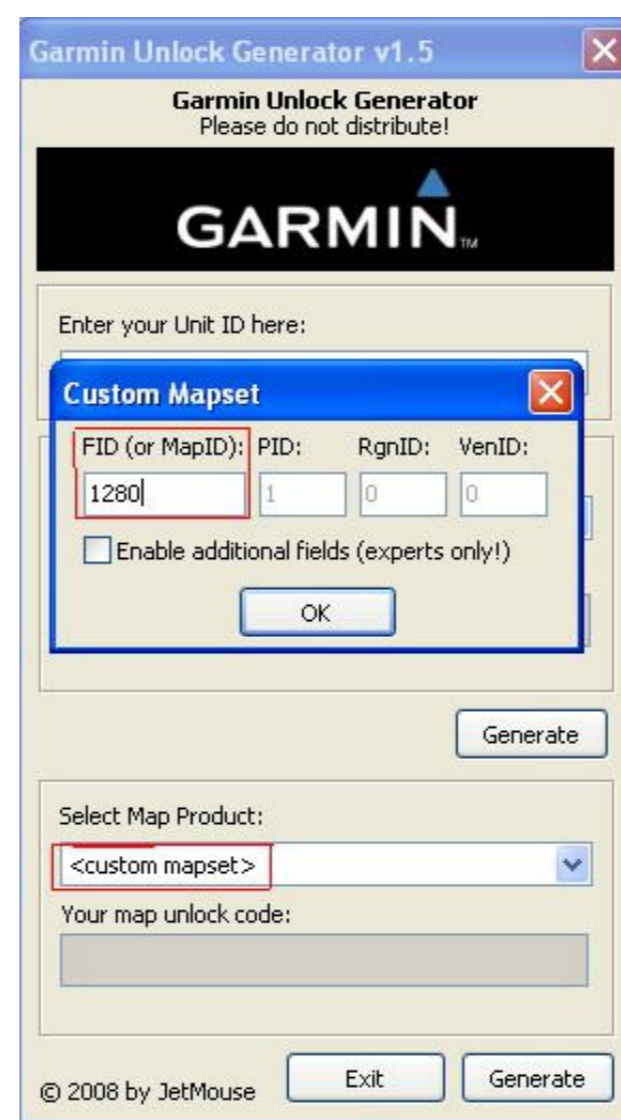 Garmin Unlock Generator v1.5
Garmin Unlock Generator
Please do not distribute!
GARMIN™
Enter your Unit ID here:
Custom Mapset
FID (or MapID): PID: RgnID: VenID:
1280 1 0 0
Enable additional fields (experts only!)
OK
Generate
Select Map Product:
<custom mapset>
Your map unlock code:
© 2008 by JetMouse Exit Generate